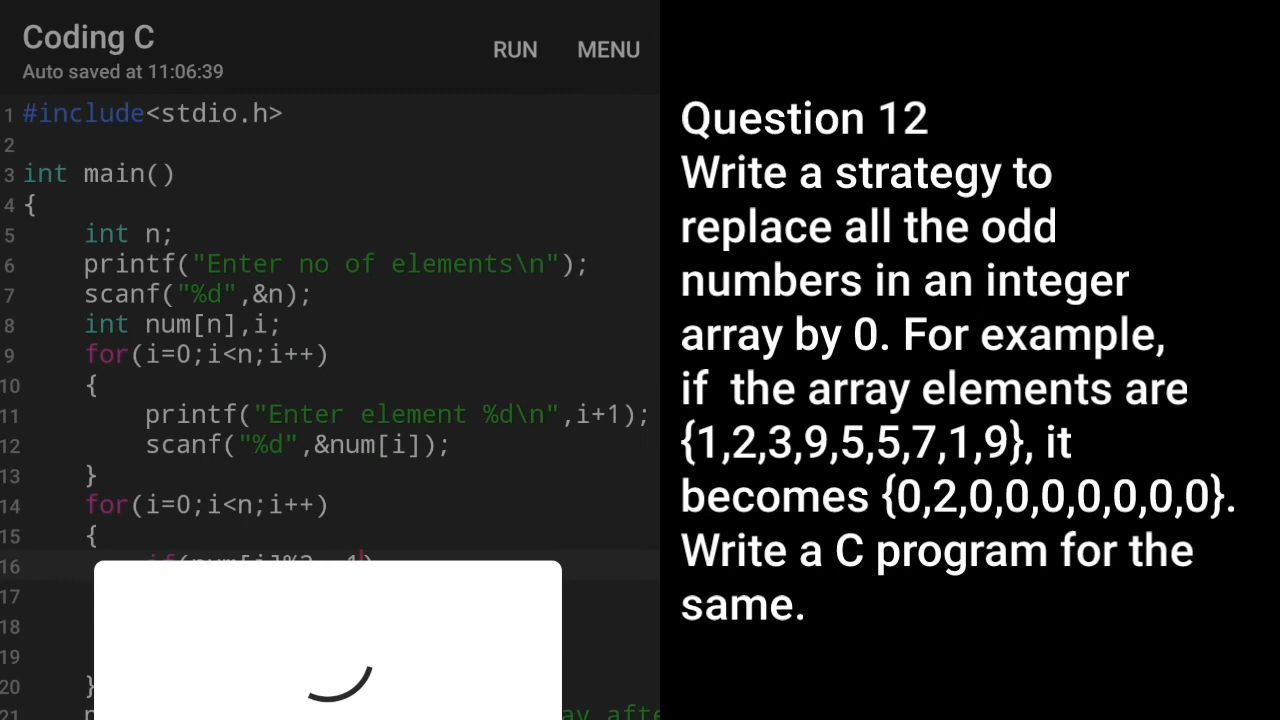 Coding C
Auto saved at 11:06:39
RUN
MENU
1 #include<stdio.h>
2
3 int main()
4 {
5 int n;
6 printf("Enter no of elements\n");
7 scanf("%d",&n);
8 int num[n],i;
9 for(i=0;i<n;i++)
10 {
11 printf("Enter element %d\n",i+1);
12 scanf("%d",&num[i]);
13 }
14 for(i=0;i<n;i++)
15 {
16
17
18
19
20 }
21
Question 12
Write a strategy to
replace all the odd
numbers in an integer
array by 0. For example,
if the array elements are
{1,2,3,9,5,5,7,1,9}, it
becomes {0,2,0,0,0,0,0,0,0}.
Write a C program for the
same.